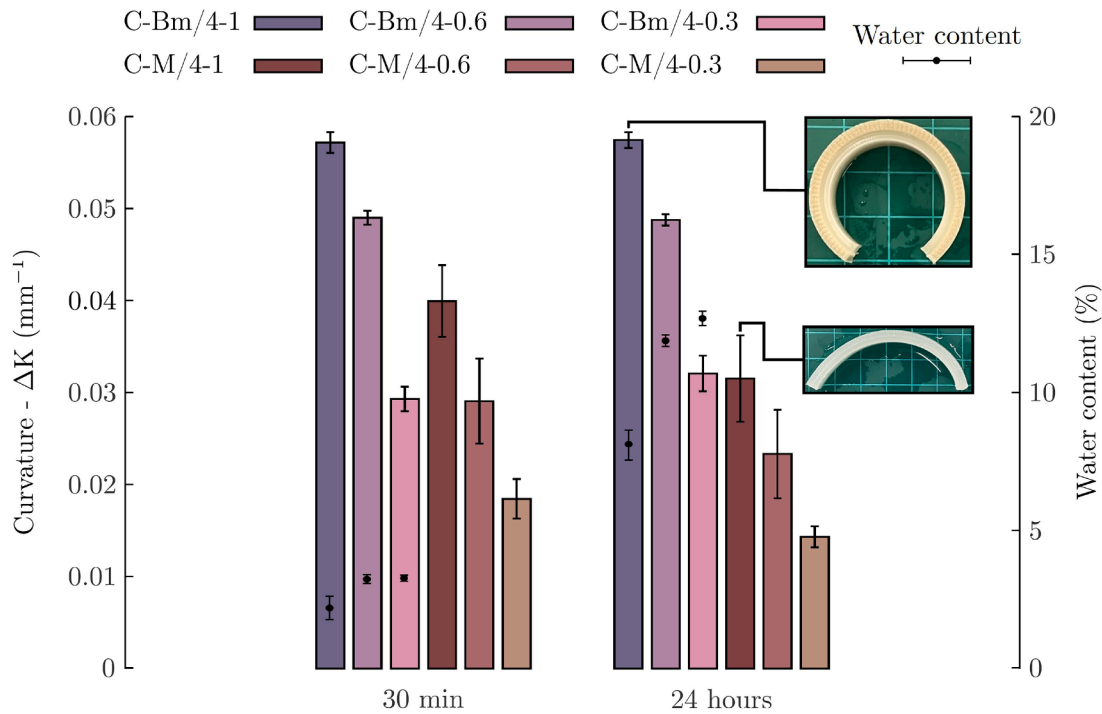 C-Bm/4-1 C-Bm/4-0.6 C-Bm/4-0.3
C-M/4-1 C-M/4-0.6 C-M/4-0.3
Water content
0.06
0.05
0.04
0.03
0.02
0.01
0
Curvature - ΔK (mm⁻¹)
20
15
10
5
0
Water content (%)
30 min 24 hours